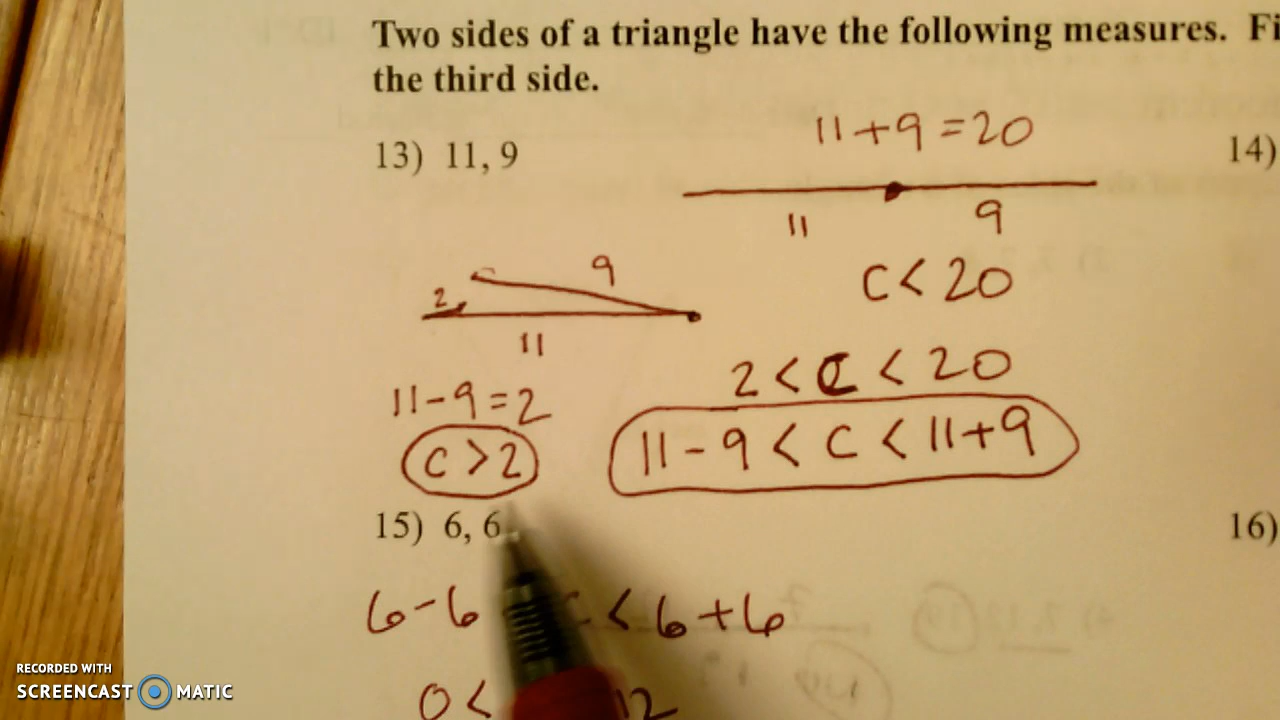 Two sides of a triangle have the following measures. Fi
the third side.
11+9=20
13) 11, 9
14)
11 9
9
c<20
2
11
2<c<20
11-9=2
11-9<c<11+9
c>2
15) 6, 6
16)
6-6 c<6+6
0< 12
RECORDED WITH
SCREENCAST MATIC